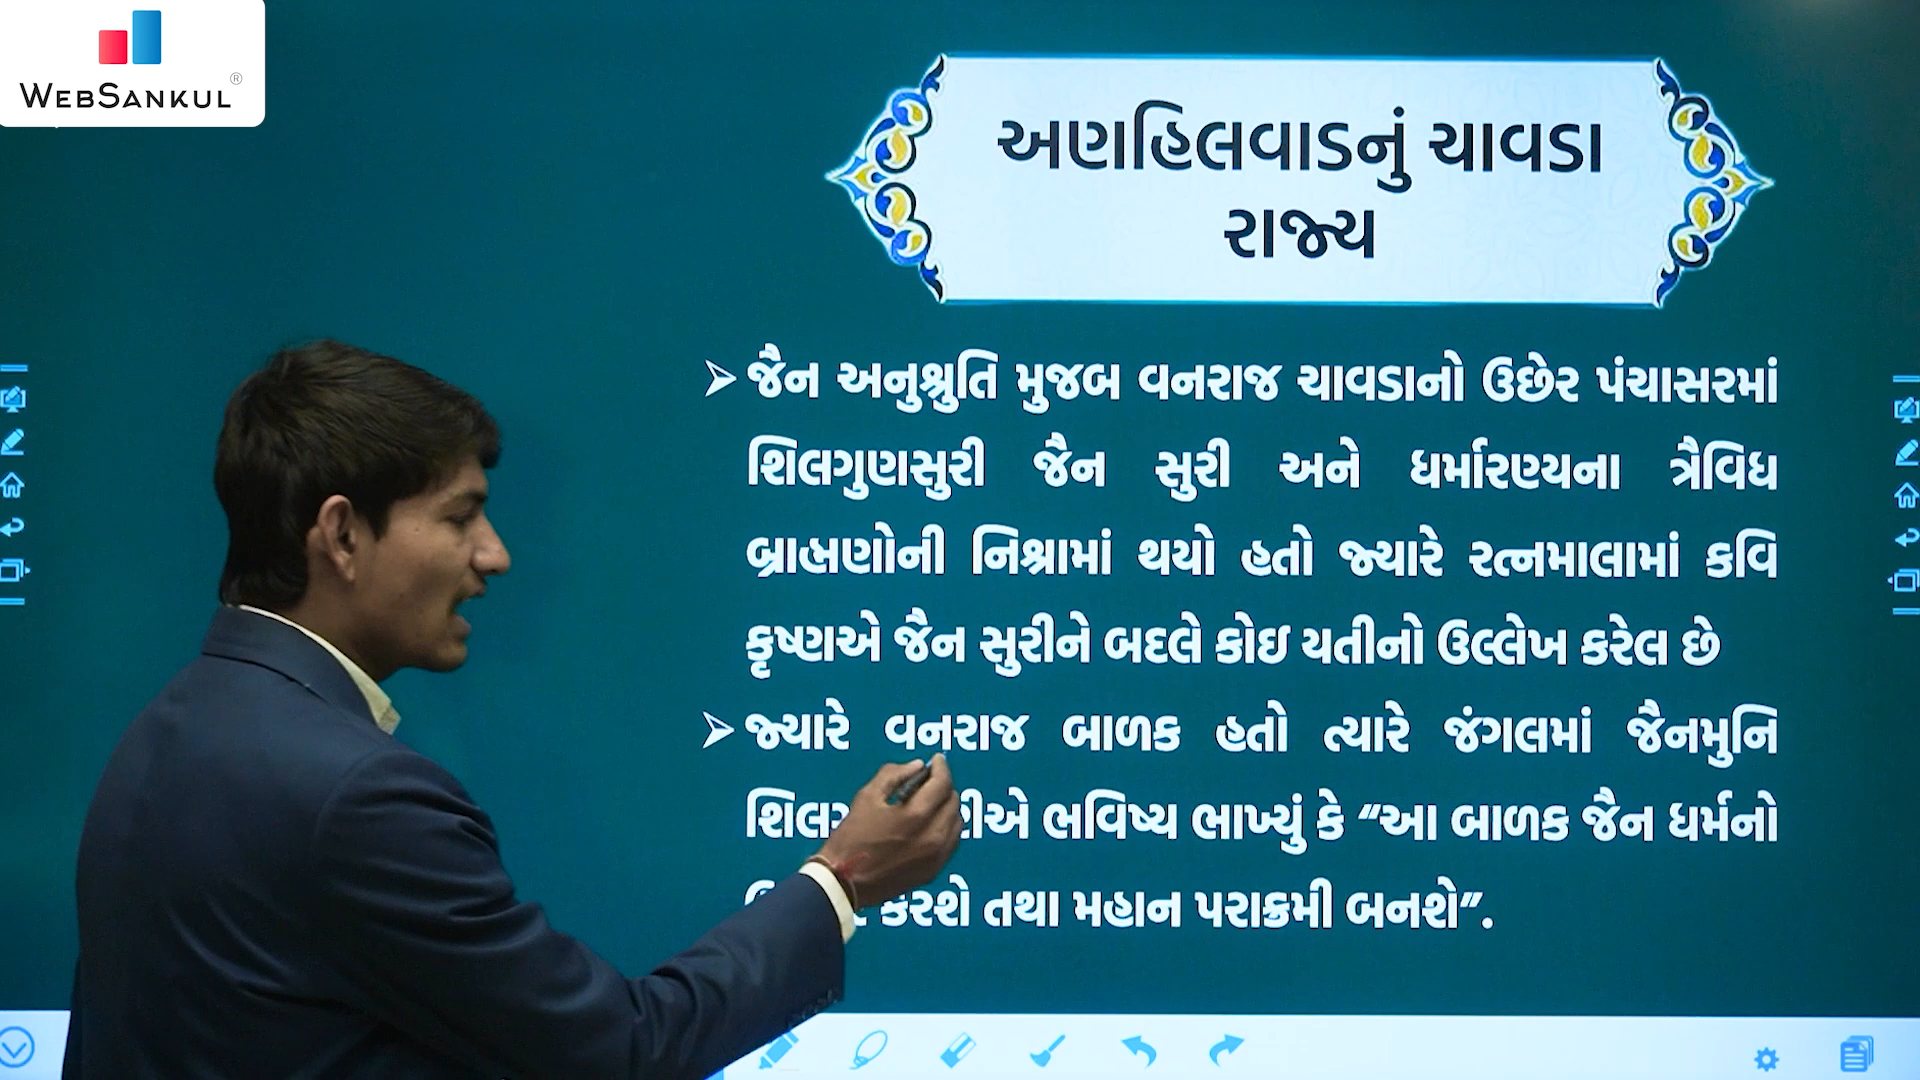 WEBSANKUL®
અણહિલવાડનું ચાવડા
રાજ્ય
➢ જૈન અનુશ્રુતિ મુજબ વનરાજ ચાવડાનો ઉછેર પંચાસરમાં
શિલગુણસુરી જૈન સુરી અને ધર્મારણ્યના ત્રૈવિધ
બ્રાહ્મણોની નિશ્રામાં થયો હતો જ્યારે રત્નમાલામાં કવિ
કૃષ્ણએ જૈન સુરીને બદલે કોઇ યતીનો ઉલ્લેખ કરેલ છે
➢ જ્યારે વનરાજ બાળક હતો ત્યારે જંગલમાં જૈનમુનિ
ભવિષ્ય ભાખ્યું કે “આ બાળક જૈન ધર્મનો
કરશે તથા મહાન પરાક્રમી બનશે”.